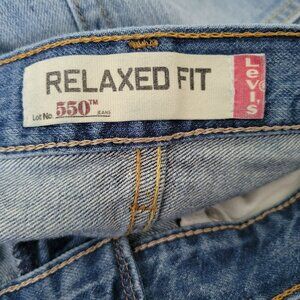 RELAXED FIT
Lot No. 550™ JEANS
LeVI'S®